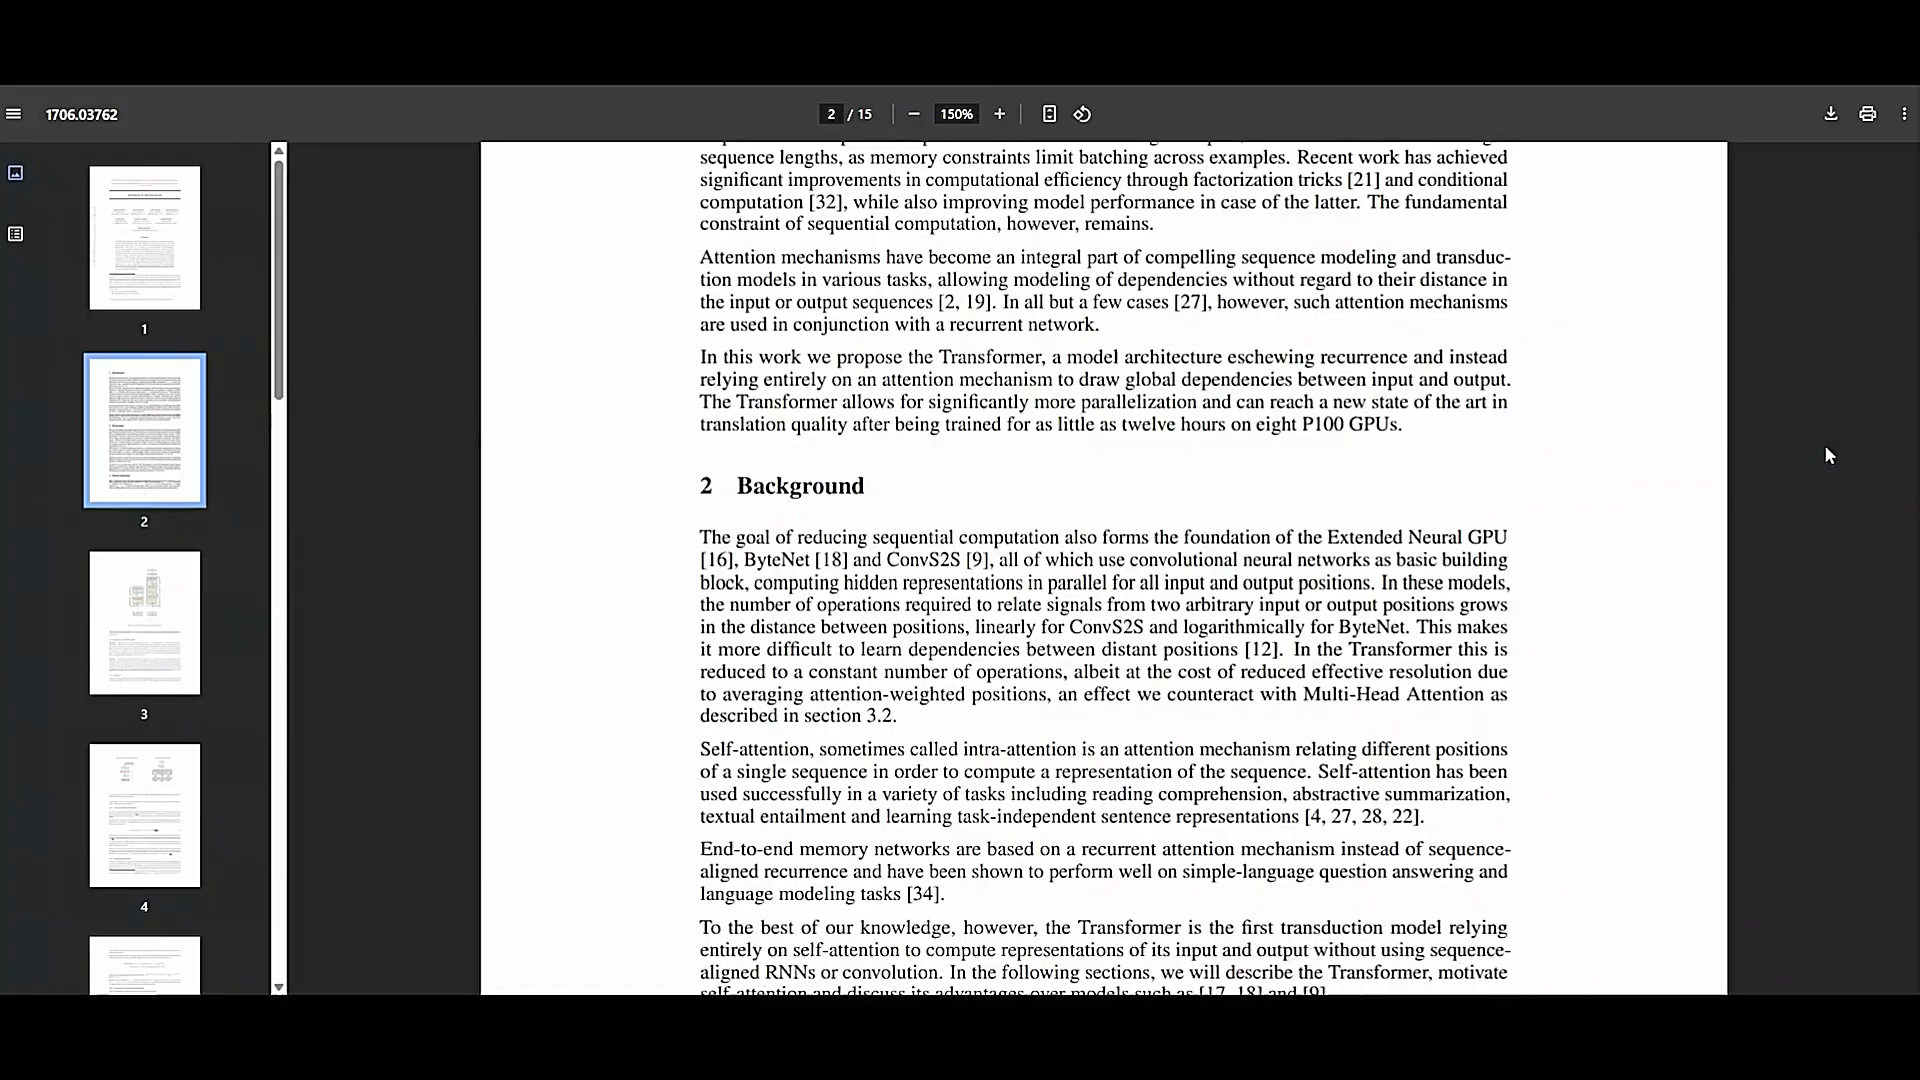 1706.03762
2 / 15
150%
1
2
3
4
sequence lengths, as memory constraints limit batching across examples. Recent work has achieved
significant improvements in computational efficiency through factorization tricks [21] and conditional
computation [32], while also improving model performance in case of the latter. The fundamental
constraint of sequential computation, however, remains.
Attention mechanisms have become an integral part of compelling sequence modeling and transduc-
tion models in various tasks, allowing modeling of dependencies without regard to their distance in
the input or output sequences [2, 19]. In all but a few cases [27], however, such attention mechanisms
are used in conjunction with a recurrent network.
In this work we propose the Transformer, a model architecture eschewing recurrence and instead
relying entirely on an attention mechanism to draw global dependencies between input and output.
The Transformer allows for significantly more parallelization and can reach a new state of the art in
translation quality after being trained for as little as twelve hours on eight P100 GPUs.
2 Background
The goal of reducing sequential computation also forms the foundation of the Extended Neural GPU
[16], ByteNet [18] and ConvS2S [9], all of which use convolutional neural networks as basic building
block, computing hidden representations in parallel for all input and output positions. In these models,
the number of operations required to relate signals from two arbitrary input or output positions grows
in the distance between positions, linearly for ConvS2S and logarithmically for ByteNet. This makes
it more difficult to learn dependencies between distant positions [12]. In the Transformer this is
reduced to a constant number of operations, albeit at the cost of reduced effective resolution due
to averaging attention-weighted positions, an effect we counteract with Multi-Head Attention as
described in section 3.2.
Self-attention, sometimes called intra-attention is an attention mechanism relating different positions
of a single sequence in order to compute a representation of the sequence. Self-attention has been
used successfully in a variety of tasks including reading comprehension, abstractive summarization,
textual entailment and learning task-independent sentence representations [4, 27, 28, 22].
End-to-end memory networks are based on a recurrent attention mechanism instead of sequence-
aligned recurrence and have been shown to perform well on simple-language question answering and
language modeling tasks [34].
To the best of our knowledge, however, the Transformer is the first transduction model relying
entirely on self-attention to compute representations of its input and output without using sequence-
aligned RNNs or convolution. In the following sections, we will describe the Transformer, motivate
self-attention and discuss its advantages over models such as [17, 18] and [9].